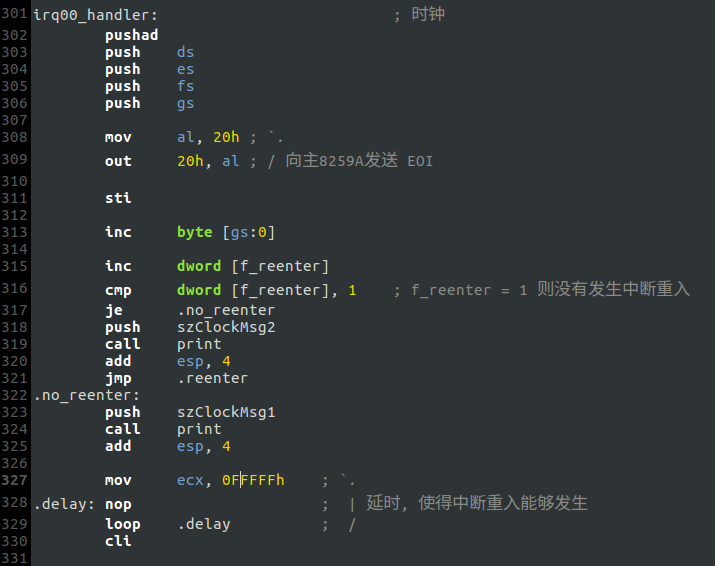 301 irq00_handler:                          ; 时钟
302         pushad
303         push    ds
304         push    es
305         push    fs
306         push    gs
307
308         mov     al, 20h ; `.
309         out     20h, al ; / 向主8259A发送 EOI
310
311         sti
312
313         inc     byte [gs:0]
314
315         inc     dword [f_reenter]
316         cmp     dword [f_reenter], 1    ; f_reenter = 1 则没有发生中断重入
317         je      .no_reenter
318         push    szClockMsg2
319         call    print
320         add     esp, 4
321         jmp     .reenter
322 .no_reenter:
323         push    szClockMsg1
324         call    print
325         add     esp, 4
326
327         mov     ecx, 0FFFFFh    ; `.
328 .delay: nop                     ;  | 延时, 使得中断重入能够发生
329         loop    .delay          ;  /
330         cli
331